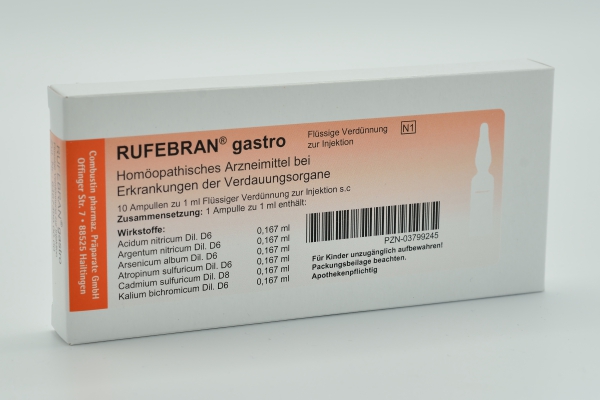 RUFEBRAN® gastro
Flüssige Verdünnung
zur Injektion
N1
Homöopathisches Arzneimittel bei
Erkrankungen der Verdauungsorgane
10 Ampullen zu 1 ml Flüssiger Verdünnung zur Injektion s.c
Zusammensetzung: 1 Ampulle zu 1 ml enthält:
Wirkstoffe:
Acidum nitricum Dil. D6 0,167 ml
Argentum nitricum Dil. D6 0,167 ml
Arsenicum album Dil. D6 0,167 ml
Atropinum sulfuricum Dil. D6 0,167 ml
Cadmium sulfuricum Dil. D8 0,167 ml
Kalium bichromicum Dil. D6 0,167 ml
PZN-03799245
Für Kinder unzugänglich aufbewahren!
Packungsbeilage beachten.
Apothekenpflichtig
Combustin pharmaz. Präparate GmbH
Offinger Str. 7 • 88525 Hailtingen
RUFEBRAN® gastro